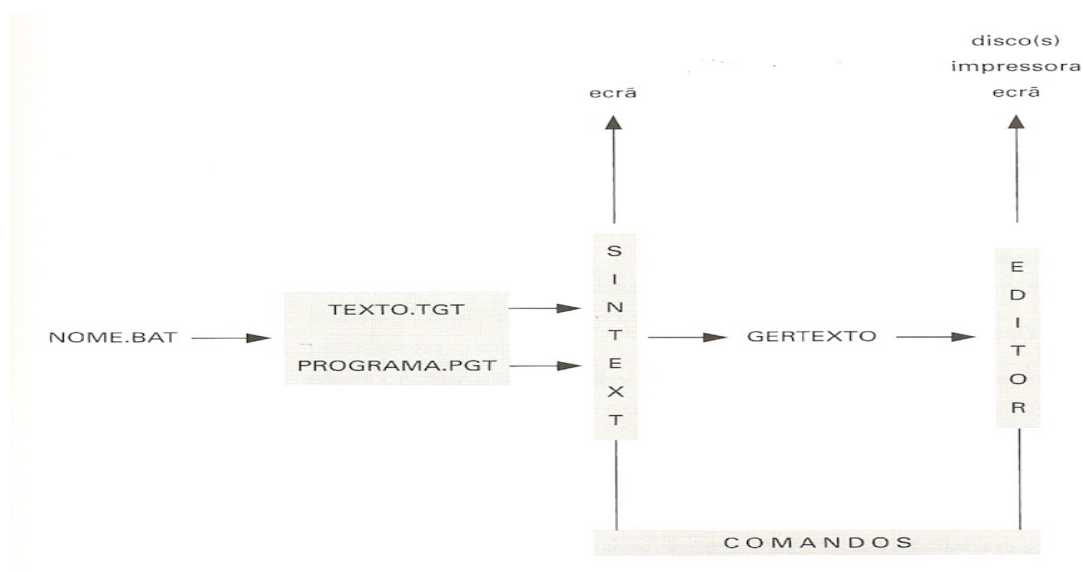 disco(s)
impressora
ecrã
ecrã
SINTEXT
EDITOR
TEXTO.TGT
NOME.BAT
GERTEXTO
PROGRAMA.PGT
COMANDOS